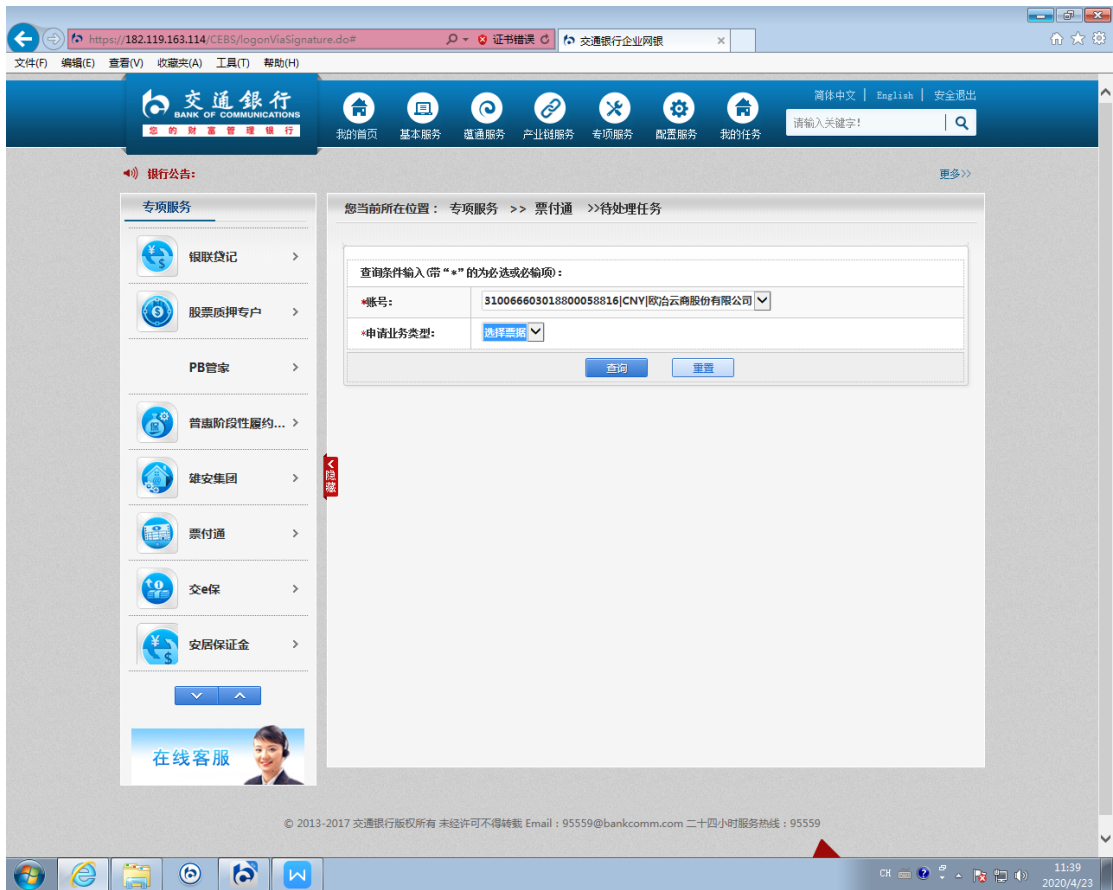 https://182.119.163.114/CEBS/logonViaSignature.do#
证书错误
交通银行企业网银
文件(F) 编辑(E) 查看(V) 收藏夹(A) 工具(T) 帮助(H)
交通銀行
BANK OF COMMUNICATIONS
您的财富管理银行
我的首页
基本服务
蕴通服务
产业链服务
专项服务
配置服务
我的任务
简体中文 | English | 安全退出
请输入关键字!
银行公告:
更多>>
专项服务
银联贷记
股票质押专户
PB管家
普惠阶段性履约...
雄安集团
票付通
交e保
安居保证金
在线客服
您当前所在位置： 专项服务 >> 票付通 >>待处理任务
查询条件输入(带“*”的为必选或必输项):
*账号: 310066603018800058816|CNY|欧冶云商股份有限公司
*申请业务类型: 选择票据
查询 重置
隐藏
© 2013-2017 交通银行版权所有 未经许可不得转载 Email : 95559@bankcomm.com 二十四小时服务热线 : 95559
CH
11:39
2020/4/23